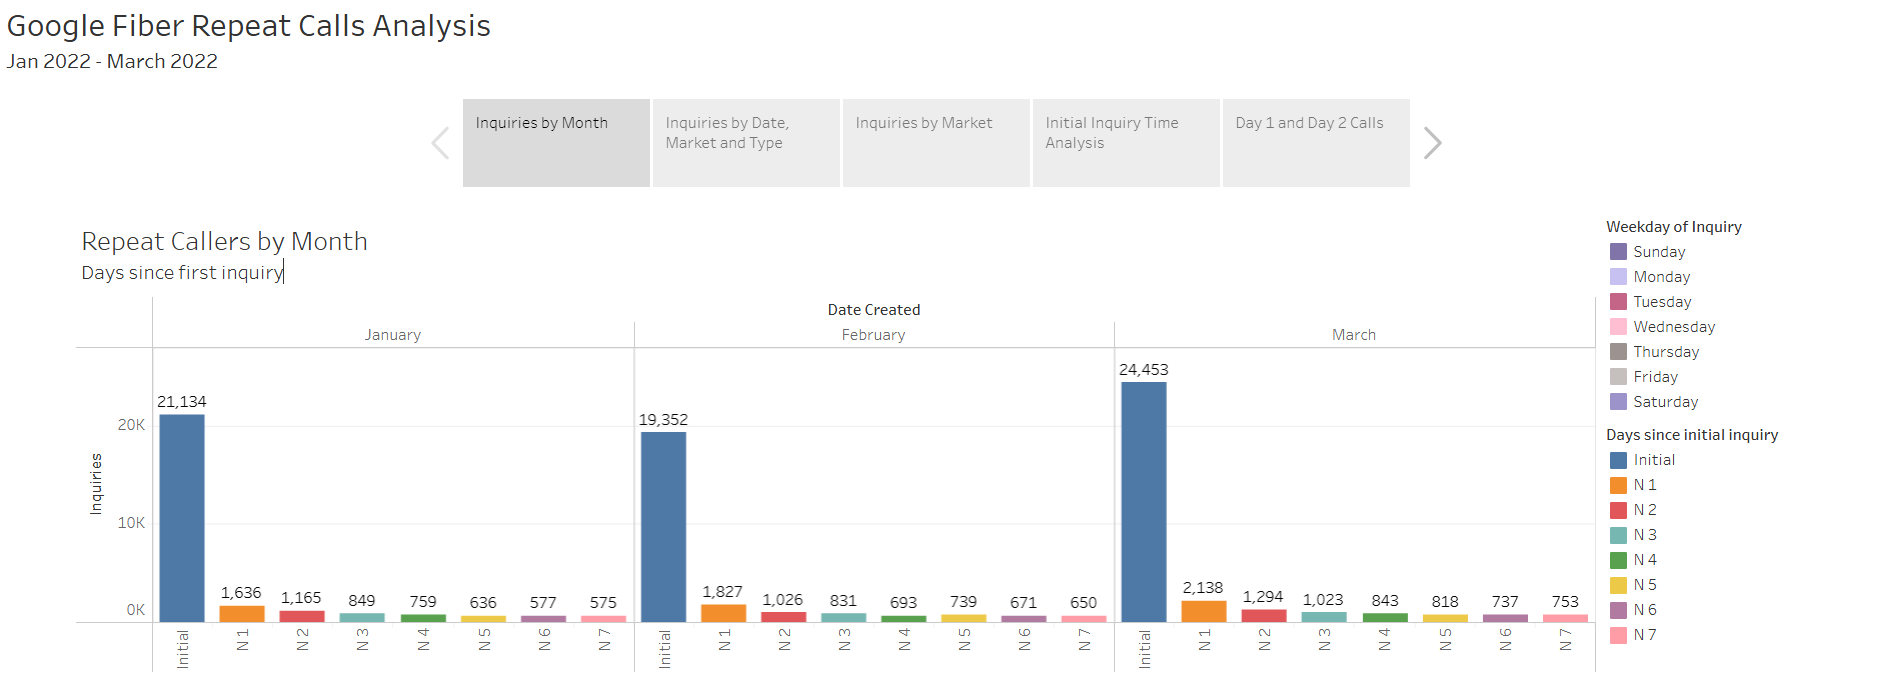 Google Fiber Repeat Calls Analysis
Jan 2022 - March 2022
Inquiries by Month
Inquiries by Date,
Market and Type
Inquiries by Market
Initial Inquiry Time
Analysis
Day 1 and Day 2 Calls
Repeat Callers by Month
Days since first inquiry
Date Created
January
February
March
Inquiries
20K
10K
0K
21,134
1,636
1,165
849
759
636
577
575
19,352
1,827
1,026
831
693
739
671
650
24,453
2,138
1,294
1,023
843
818
737
753
Initial
N 1
N 2
N 3
N 4
N 5
N 6
N 7
Initial
N 1
N 2
N 3
N 4
N 5
N 6
N 7
Initial
N 1
N 2
N 3
N 4
N 5
N 6
N 7
Weekday of Inquiry
Sunday
Monday
Tuesday
Wednesday
Thursday
Friday
Saturday
Days since initial inquiry
Initial
N 1
N 2
N 3
N 4
N 5
N 6
N 7